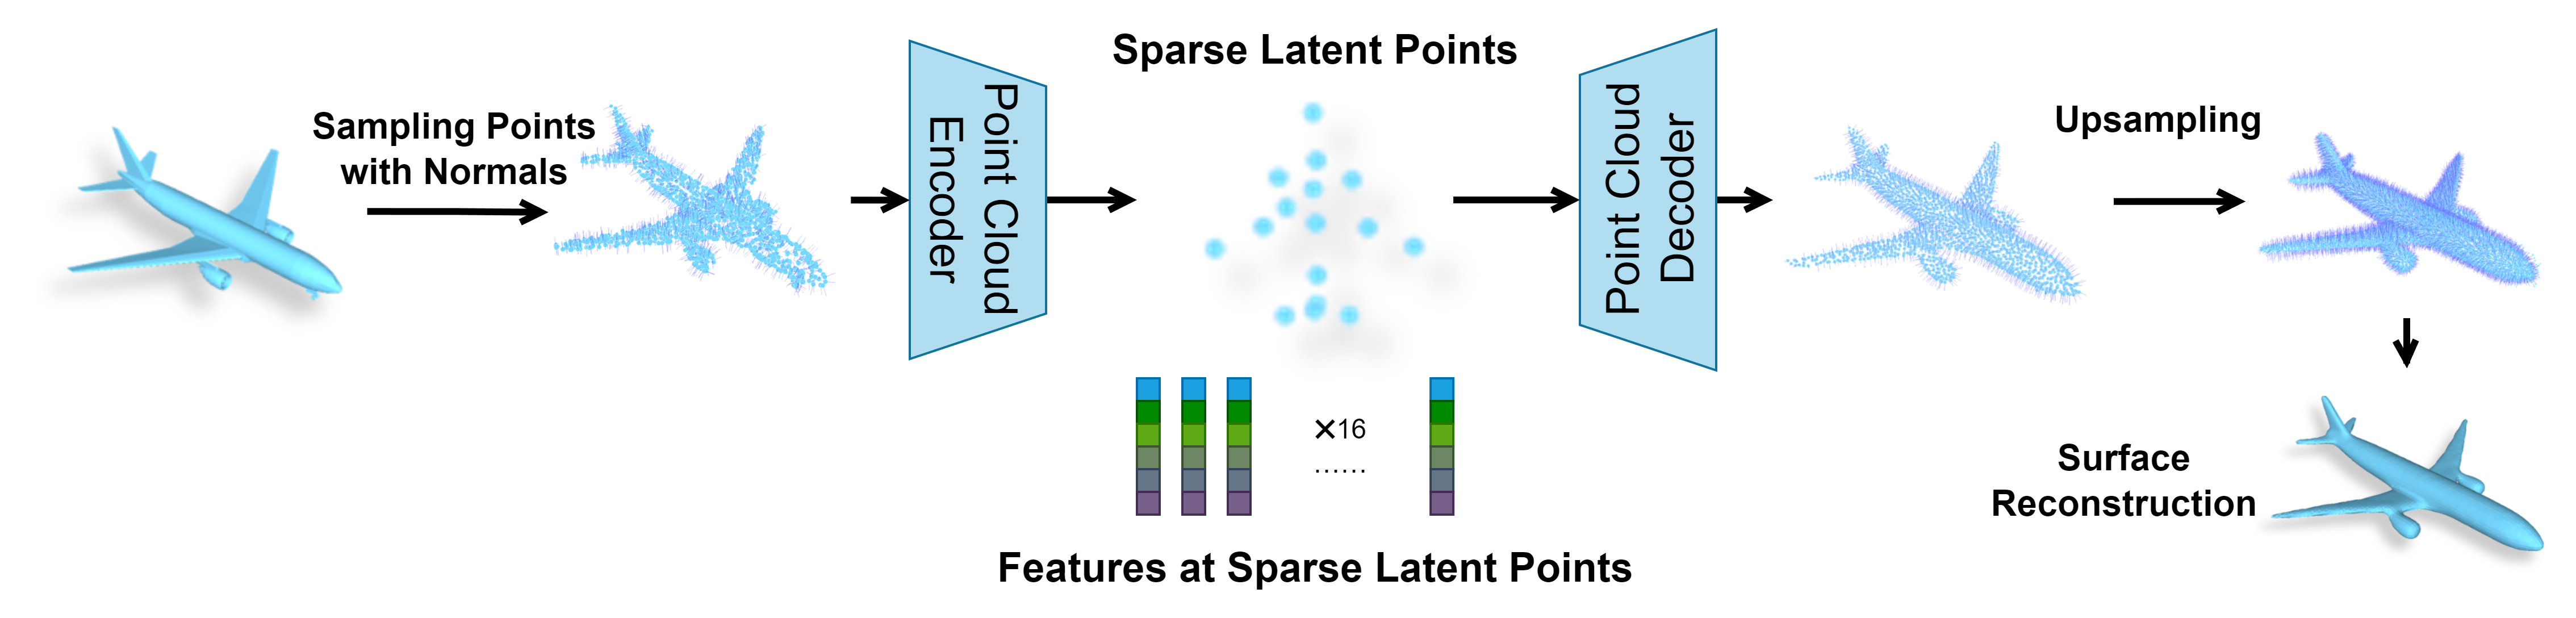 Sampling Points
with Normals
Point Cloud
Encoder
Sparse Latent Points
×16
......
Features at Sparse Latent Points
Point Cloud
Decoder
Upsampling
Surface
Reconstruction